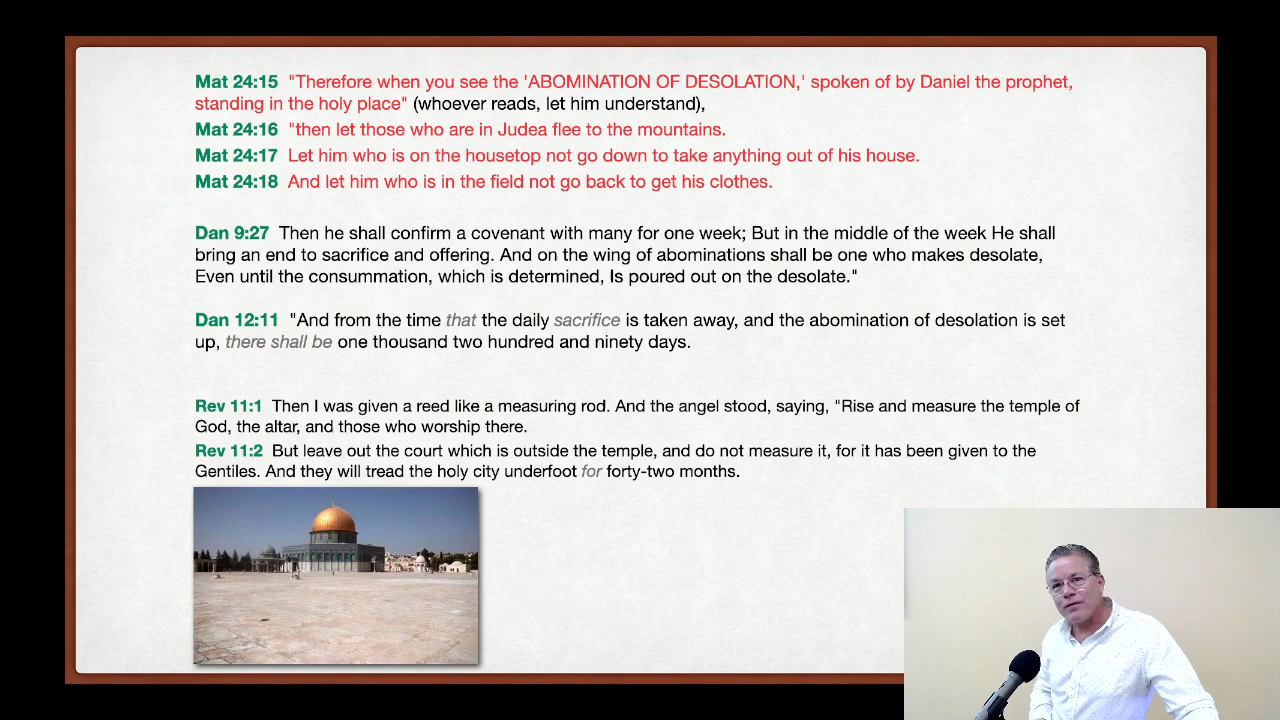 Mat 24:15 "Therefore when you see the 'ABOMINATION OF DESOLATION,' spoken of by Daniel the prophet,
standing in the holy place" (whoever reads, let him understand),
Mat 24:16 "then let those who are in Judea flee to the mountains.
Mat 24:17 Let him who is on the housetop not go down to take anything out of his house.
Mat 24:18 And let him who is in the field not go back to get his clothes.
Dan 9:27 Then he shall confirm a covenant with many for one week; But in the middle of the week He shall
bring an end to sacrifice and offering. And on the wing of abominations shall be one who makes desolate,
Even until the consummation, which is determined, Is poured out on the desolate."
Dan 12:11 "And from the time that the daily sacrifice is taken away, and the abomination of desolation is set
up, there shall be one thousand two hundred and ninety days.
Rev 11:1 Then I was given a reed like a measuring rod. And the angel stood, saying, "Rise and measure the temple of
God, the altar, and those who worship there.
Rev 11:2 But leave out the court which is outside the temple, and do not measure it, for it has been given to the
Gentiles. And they will tread the holy city underfoot for forty-two months.